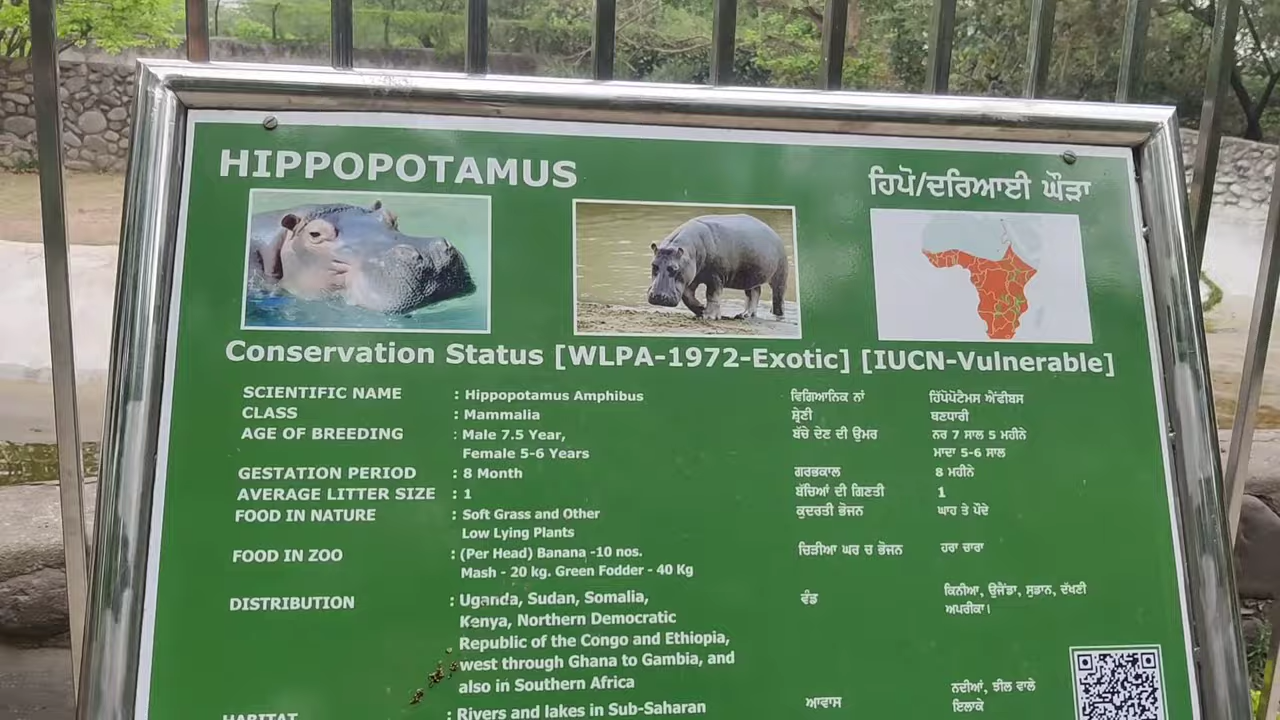 HIPPOPOTAMUS
ਹਿਪੋ/ਦਰਿਆਈ ਘੌੜਾ
Conservation Status [WLPA-1972-Exotic] [IUCN-Vulnerable]
SCIENTIFIC NAME : Hippopotamus Amphibus ਵਿਗਿਆਨਿਕ ਨਾਂ ਹਿੱਪੋਪੋਟੈਮਸ ਐਂਫੀਬਸ
CLASS : Mammalia ਸ਼੍ਰੇਣੀ ਥਣਧਾਰੀ
AGE OF BREEDING : Male 7.5 Year, ਬੱਚੇ ਦੇਣ ਦੀ ਉਮਰ ਨਰ 7 ਸਾਲ 5 ਮਹੀਨੇ
Female 5-6 Years ਮਾਦਾ 5-6 ਸਾਲ
GESTATION PERIOD : 8 Month ਗਰਭਕਾਲ 8 ਮਹੀਨੇ
AVERAGE LITTER SIZE : 1 ਬੱਚਿਆਂ ਦੀ ਗਿਣਤੀ 1
FOOD IN NATURE : Soft Grass and Other ਕੁਦਰਤੀ ਭੋਜਨ ਘਾਹ ਤੇ ਪੌਦੇ
Low Lying Plants
FOOD IN ZOO : (Per Head) Banana -10 nos. ਚਿੜੀਆ ਘਰ ਚ ਭੋਜਨ ਹਰਾ ਚਾਰਾ
Mash - 20 kg. Green Fodder - 40 Kg
DISTRIBUTION : Uganda, Sudan, Somalia, ਵੰਡ ਕਿਨੀਆ, ਉਜੈਂਡਾ, ਸੁਡਾਨ, ਦੱਖਣੀ
Kenya, Northern Democratic ਅਪਰੀਕਾ।
Republic of the Congo and Ethiopia,
west through Ghana to Gambia, and
also in Southern Africa
HABITAT : Rivers and lakes in Sub-Saharan ਆਵਾਸ ਨਦੀਆਂ, ਝੀਲ ਵਾਲੇ
ਇਲਾਕੇ